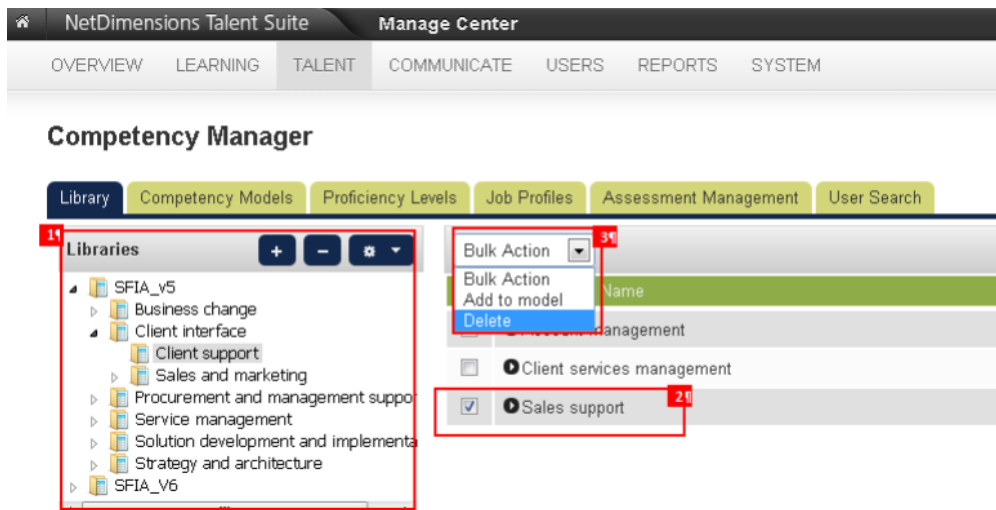 NetDimensions Talent Suite Manage Center
OVERVIEW LEARNING TALENT COMMUNICATE USERS REPORTS SYSTEM
Competency Manager
Library Competency Models Proficiency Levels Job Profiles Assessment Management User Search
1¶
Libraries
SFIA_v5
Business change
Client interface
Client support
Sales and marketing
Procurement and management suppor
Service management
Solution development and implementa
Strategy and architecture
SFIA_V6
Bulk Action
3¶
Bulk Action
Add to model
Delete
Name
management
Client services management
Sales support
2¶